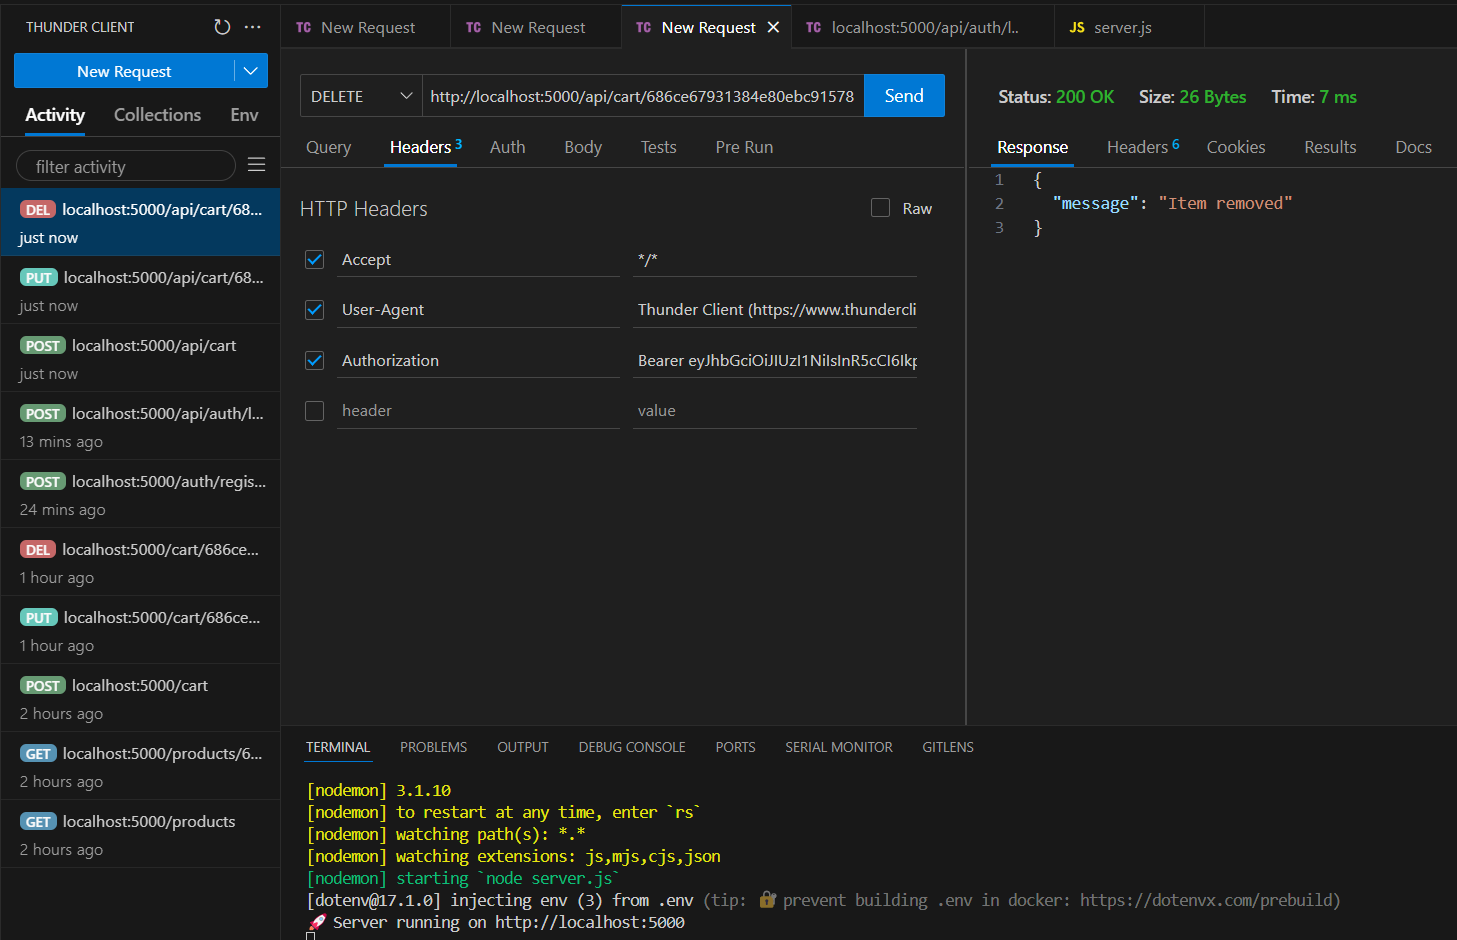 THUNDER CLIENT
New Request
Activity Collections Env
filter activity
DEL localhost:5000/api/cart/68...
just now
PUT localhost:5000/api/cart/68...
just now
POST localhost:5000/api/cart
just now
POST localhost:5000/api/auth/l...
13 mins ago
POST localhost:5000/auth/regis...
24 mins ago
DEL localhost:5000/cart/686ce...
1 hour ago
PUT localhost:5000/cart/686ce...
1 hour ago
POST localhost:5000/cart
2 hours ago
GET localhost:5000/products/6...
2 hours ago
GET localhost:5000/products
2 hours ago
TC New Request TC New Request TC New Request TC localhost:5000/api/auth/l.. JS server.js
DELETE http://localhost:5000/api/cart/686ce67931384e80ebc91578 Send
Query Headers 3 Auth Body Tests Pre Run
HTTP Headers Raw
Accept */*
User-Agent Thunder Client (https://www.thundercli
Authorization Bearer eyJhbGciOiJIUzI1NiIsInR5cCI6Ikp
header value
Status: 200 OK Size: 26 Bytes Time: 7 ms
Response Headers 6 Cookies Results Docs
1 {
2 "message": "Item removed"
3 }
TERMINAL PROBLEMS OUTPUT DEBUG CONSOLE PORTS SERIAL MONITOR GITLENS
[nodemon] 3.1.10
[nodemon] to restart at any time, enter `rs`
[nodemon] watching path(s): *.*
[nodemon] watching extensions: js,mjs,cjs,json
[nodemon] starting `node server.js`
[dotenv@17.1.0] injecting env (3) from .env (tip: 🔐 prevent building .env in docker: https://dotenvx.com/prebuild)
🚀 Server running on http://localhost:5000